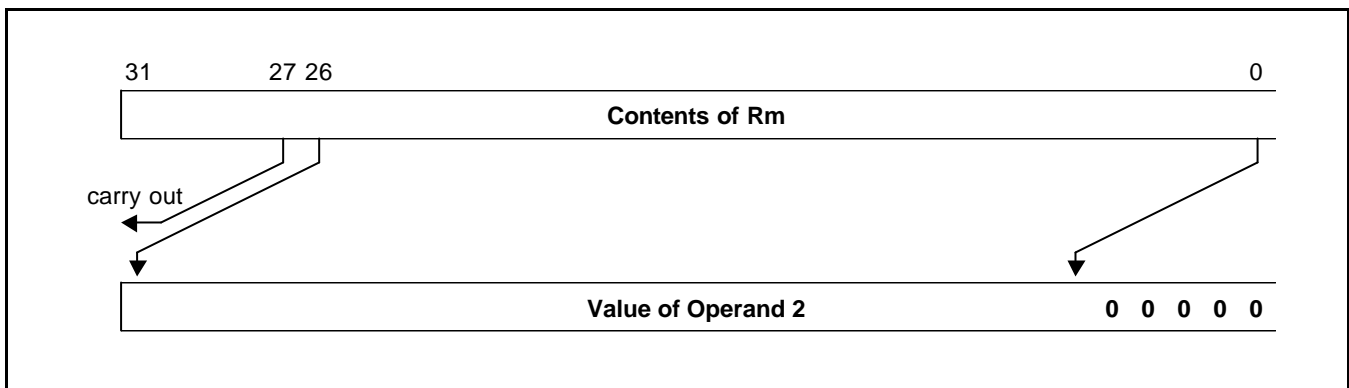 31 27 26 0
Contents of Rm
carry out
Value of Operand 2 0 0 0 0 0